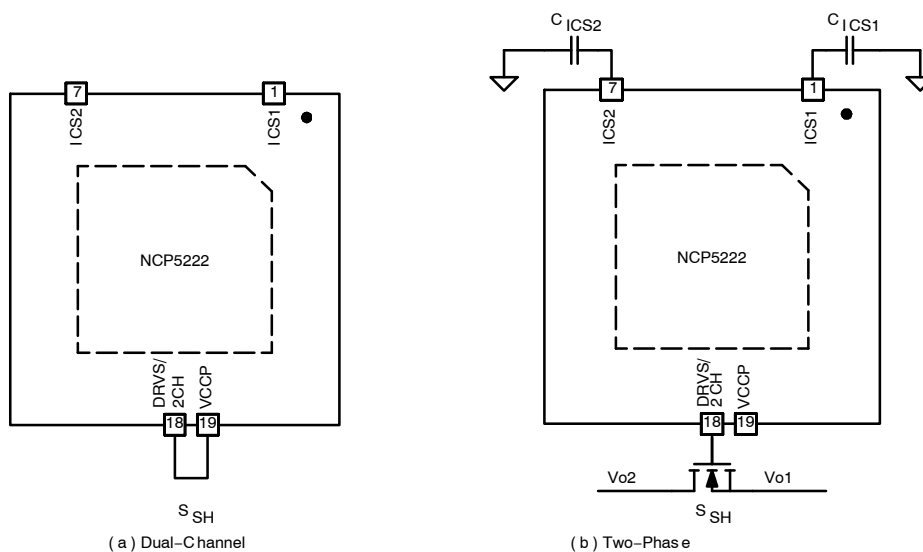 7
1
ICS2
ICS1
NCP5222
DRVS/
2CH
VCCP
18
19
S SH
( a ) Dual−Channel
C ICS2
C ICS1
7
1
ICS2
ICS1
NCP5222
DRVS/
2CH
VCCP
18
19
Vo2
Vo1
S SH
( b ) Two−Phase